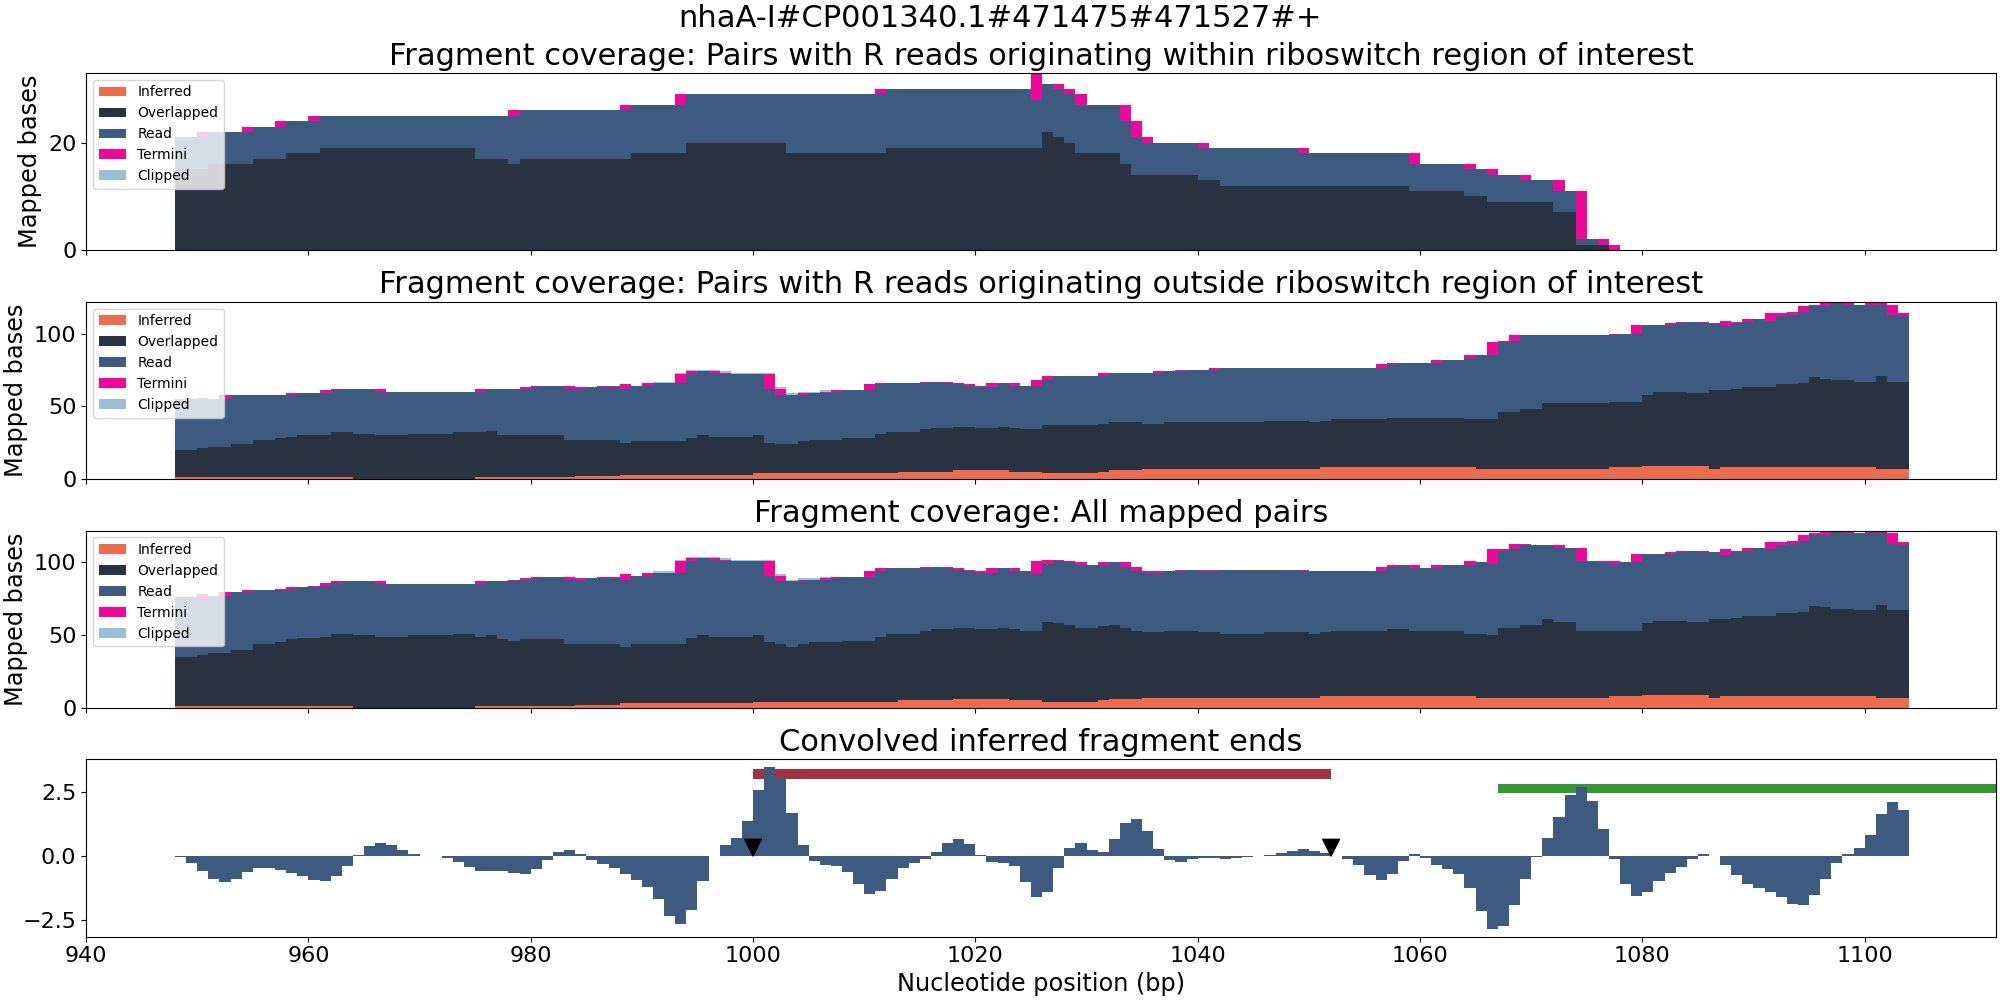 nhaA-I#CP001340.1#471475#471527#+
Fragment coverage: Pairs with R reads originating within riboswitch region of interest
Mapped bases
20
0
Inferred
Overlapped
Read
Termini
Clipped
Fragment coverage: Pairs with R reads originating outside riboswitch region of interest
Mapped bases
100
50
0
Inferred
Overlapped
Read
Termini
Clipped
Fragment coverage: All mapped pairs
Mapped bases
100
50
0
Inferred
Overlapped
Read
Termini
Clipped
Convolved inferred fragment ends
2.5
0.0
−2.5
940 960 980 1000 1020 1040 1060 1080 1100
Nucleotide position (bp)